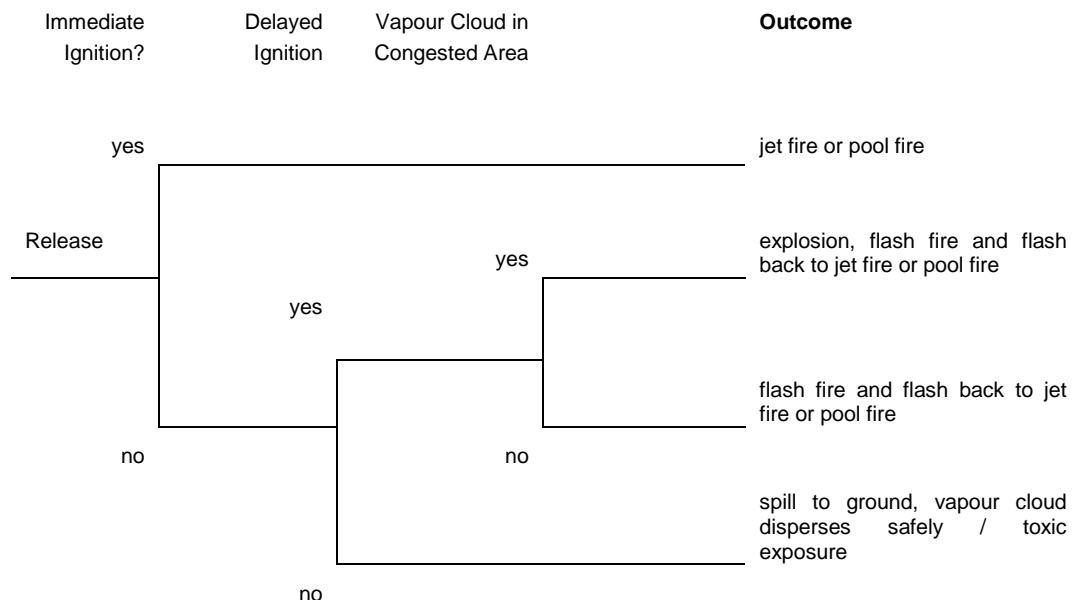 Immediate
Ignition?
Delayed
Ignition
Vapour Cloud in
Congested Area
Outcome
yes
jet fire or pool fire
Release
yes
explosion, flash fire and flash
back to jet fire or pool fire
yes
flash fire and flash back to jet
fire or pool fire
no
no
spill to ground, vapour cloud
disperses safely / toxic
exposure
no